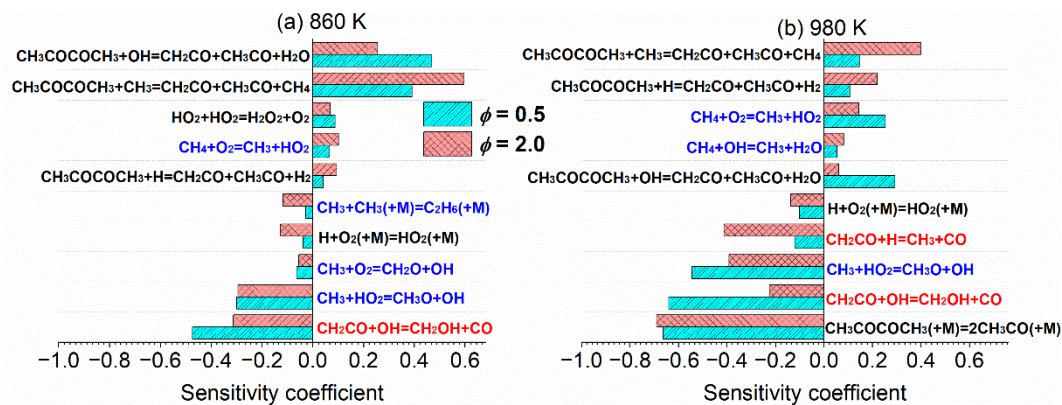 (a) 860 K
CH3COCOCH3+OH=CH2CO+CH3CO+H2O
CH3COCOCH3+CH3=CH2CO+CH3CO+CH4
HO2+HO2=H2O2+O2
CH4+O2=CH3+HO2
CH3COCOCH3+H=CH2CO+CH3CO+H2
CH3+CH3(+M)=C2H6(+M)
H+O2(+M)=HO2(+M)
CH3+O2=CH2O+OH
CH3+HO2=CH3O+OH
CH2CO+OH=CH2OH+CO
ϕ = 0.5
ϕ = 2.0
−1.0 −0.8 −0.6 −0.4 −0.2 0.0 0.2 0.4 0.6
Sensitivity coefficient
(b) 980 K
CH3COCOCH3+CH3=CH2CO+CH3CO+CH4
CH3COCOCH3+H=CH2CO+CH3CO+H2
CH4+O2=CH3+HO2
CH4+OH=CH3+H2O
CH3COCOCH3+OH=CH2CO+CH3CO+H2O
H+O2(+M)=HO2(+M)
CH2CO+H=CH3+CO
CH3+HO2=CH3O+OH
CH2CO+OH=CH2OH+CO
CH3COCOCH3(+M)=2CH3CO(+M)
−1.0 −0.8 −0.6 −0.4 −0.2 0.0 0.2 0.4 0.6
Sensitivity coefficient